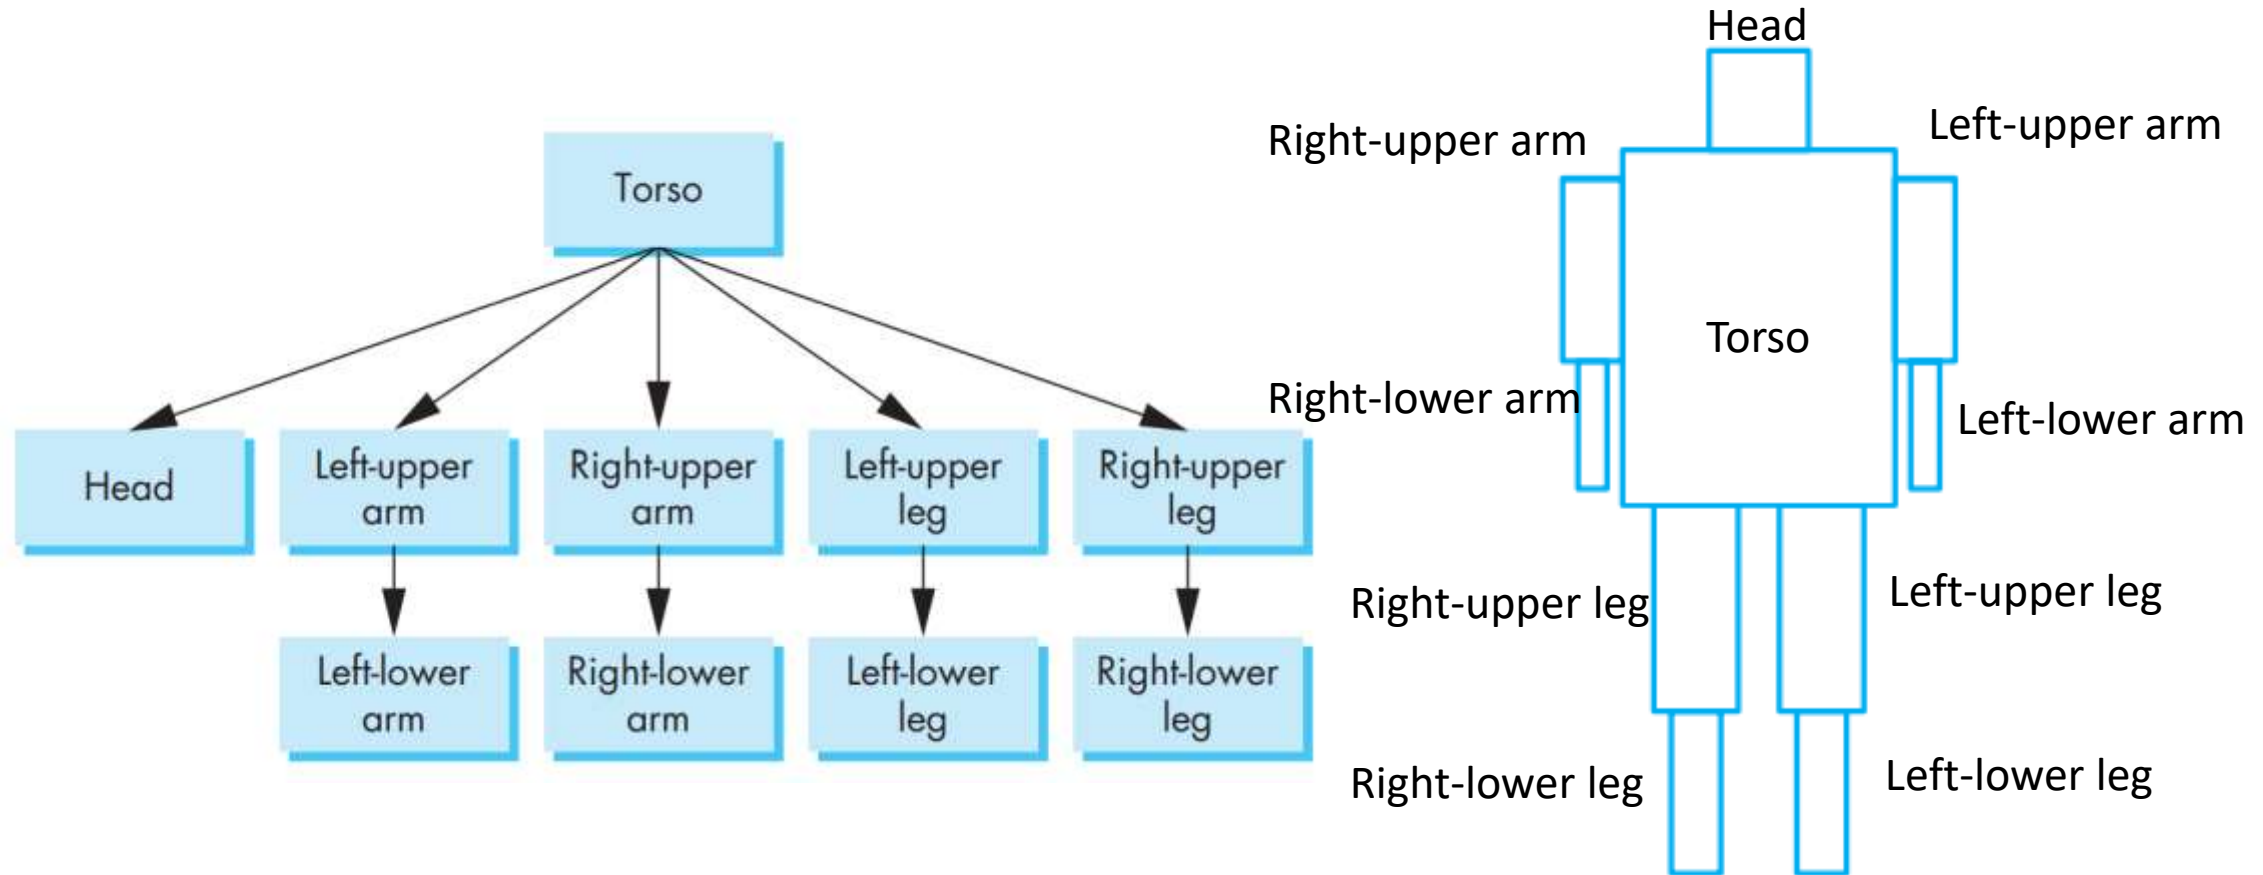 Torso
Head
Left-upper
arm
Right-upper
arm
Left-upper
leg
Right-upper
leg
Left-lower
arm
Right-lower
arm
Left-lower
leg
Right-lower
leg
Head
Right-upper arm
Left-upper arm
Torso
Right-lower arm
Left-lower arm
Right-upper leg
Left-upper leg
Right-lower leg
Left-lower leg